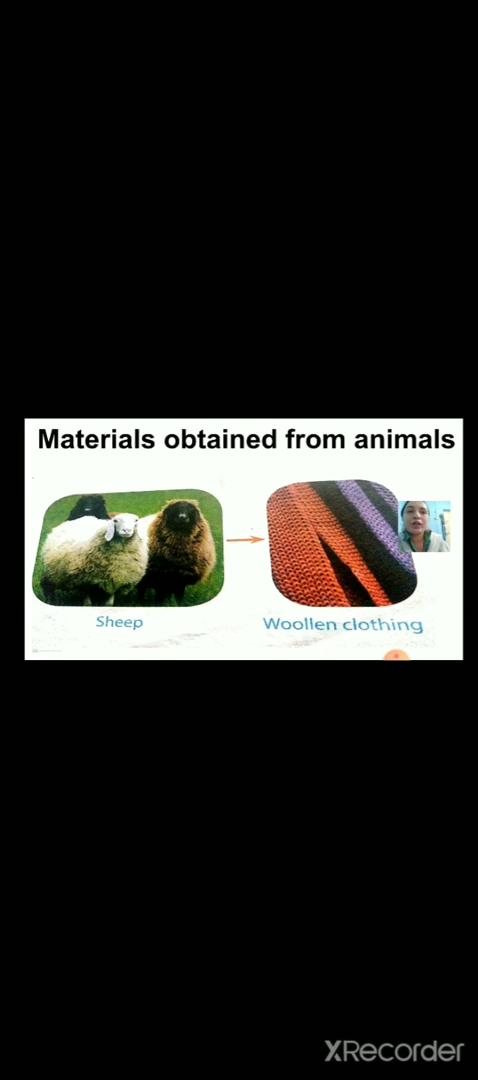 Materials obtained from animals
Sheep
Woollen clothing
XRecorder